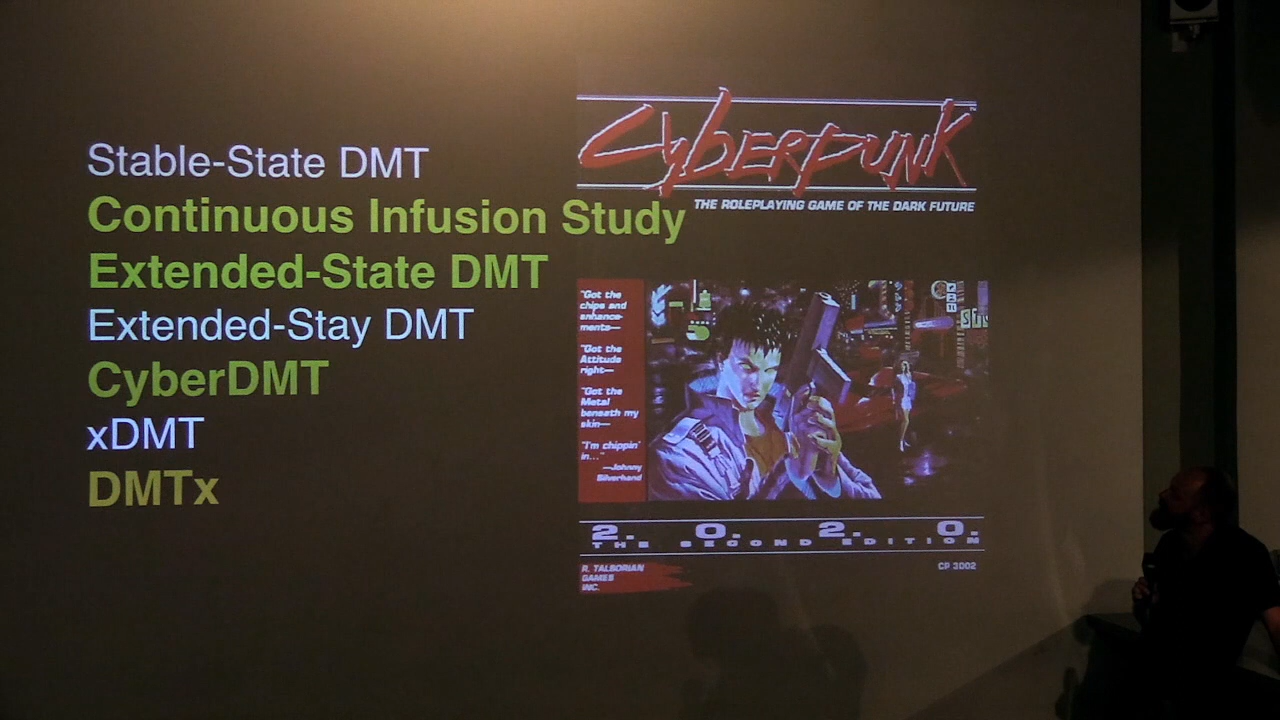 Stable-State DMT
Continuous Infusion Study
Extended-State DMT
Extended-Stay DMT
CyberDMT
xDMT
DMTx
CYBERPUNK
THE ROLEPLAYING GAME OF THE DARK FUTURE
"Got the
chips and
enhance-
ments—
"Got the
Attitude
right—
"Got the
Metal
beneath my
skin—
"I'm chippin'
in..."
—Johnny
Silverhand
2. 0. 2. 0.
THE SECOND EDITION
R. TALSORIAN
GAMES
INC.
CP 3002